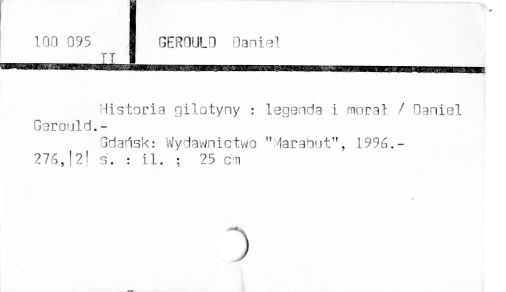 100 095
II
GEROULD Daniel
Historia gilotyny : legenda i morał / Daniel
Gerould.-
Gdańsk: Wydawnictwo "Marabut", 1996.-
276,|2| s. : il. ; 25 cm